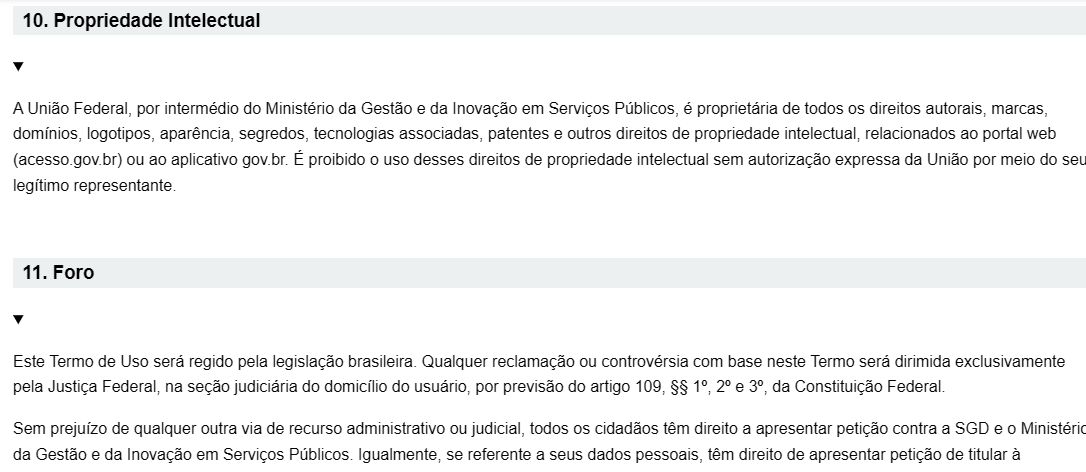 10. Propriedade Intelectual
A União Federal, por intermédio do Ministério da Gestão e da Inovação em Serviços Públicos, é proprietária de todos os direitos autorais, marcas,
domínios, logotipos, aparência, segredos, tecnologias associadas, patentes e outros direitos de propriedade intelectual, relacionados ao portal web
(acesso.gov.br) ou ao aplicativo gov.br. É proibido o uso desses direitos de propriedade intelectual sem autorização expressa da União por meio do seu
legítimo representante.
11. Foro
Este Termo de Uso será regido pela legislação brasileira. Qualquer reclamação ou controvérsia com base neste Termo será dirimida exclusivamente
pela Justiça Federal, na seção judiciária do domicílio do usuário, por previsão do artigo 109, §§ 1º, 2º e 3º, da Constituição Federal.
Sem prejuízo de qualquer outra via de recurso administrativo ou judicial, todos os cidadãos têm direito a apresentar petição contra a SGD e o Ministério
da Gestão e da Inovação em Serviços Públicos. Igualmente, se referente a seus dados pessoais, têm direito de apresentar petição de titular à